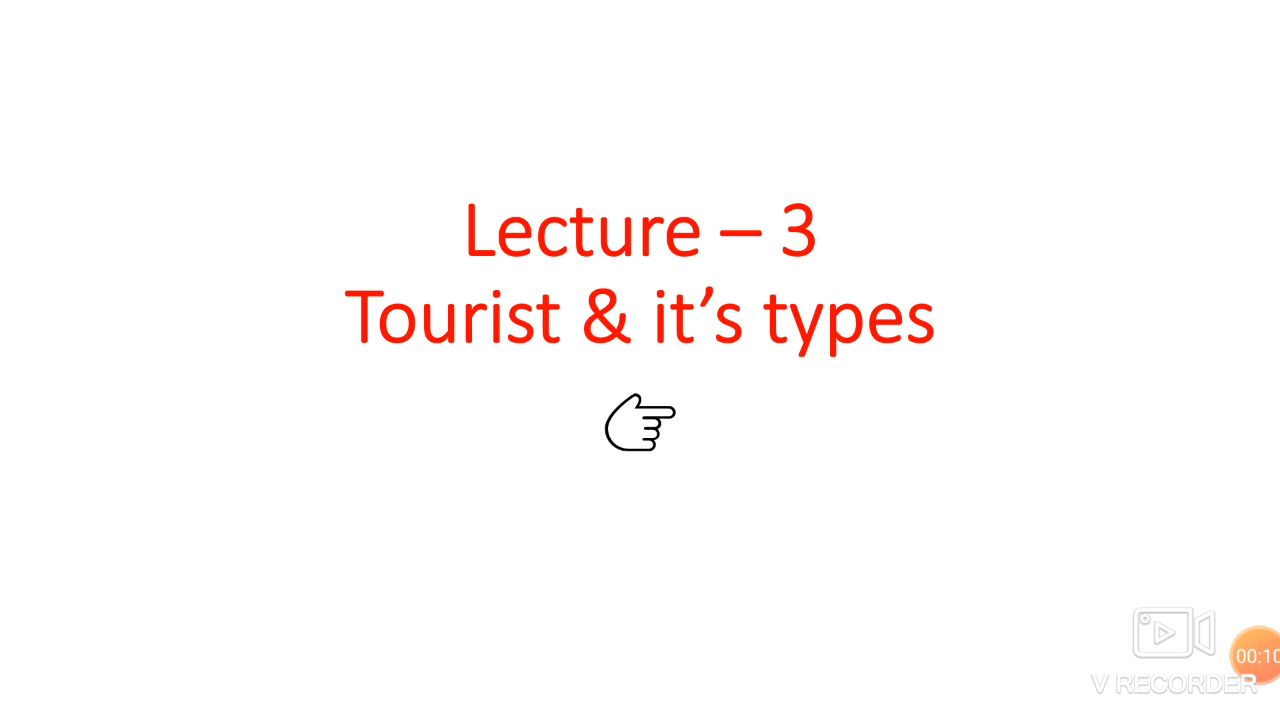 Lecture – 3
Tourist & it’s types
00:10
V RECORDER